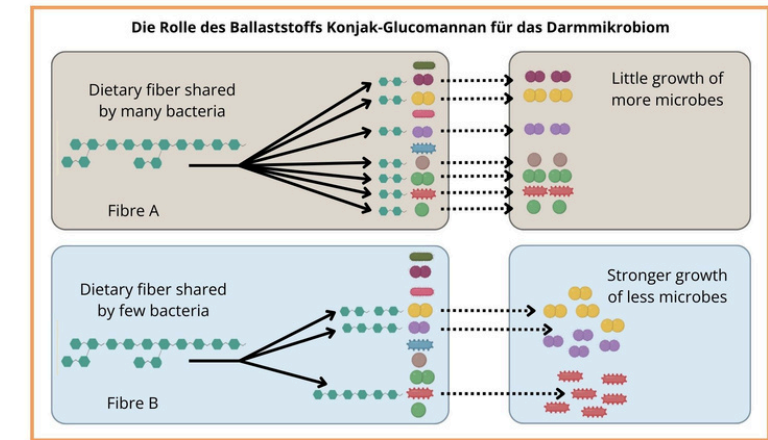 Die Rolle des Ballaststoffs Konjak-Glucomannan für das Darmmikrobiom
Dietary fiber shared
by many bacteria
Fibre A
Little growth of
more microbes
Dietary fiber shared
by few bacteria
Fibre B
Stronger growth
of less microbes